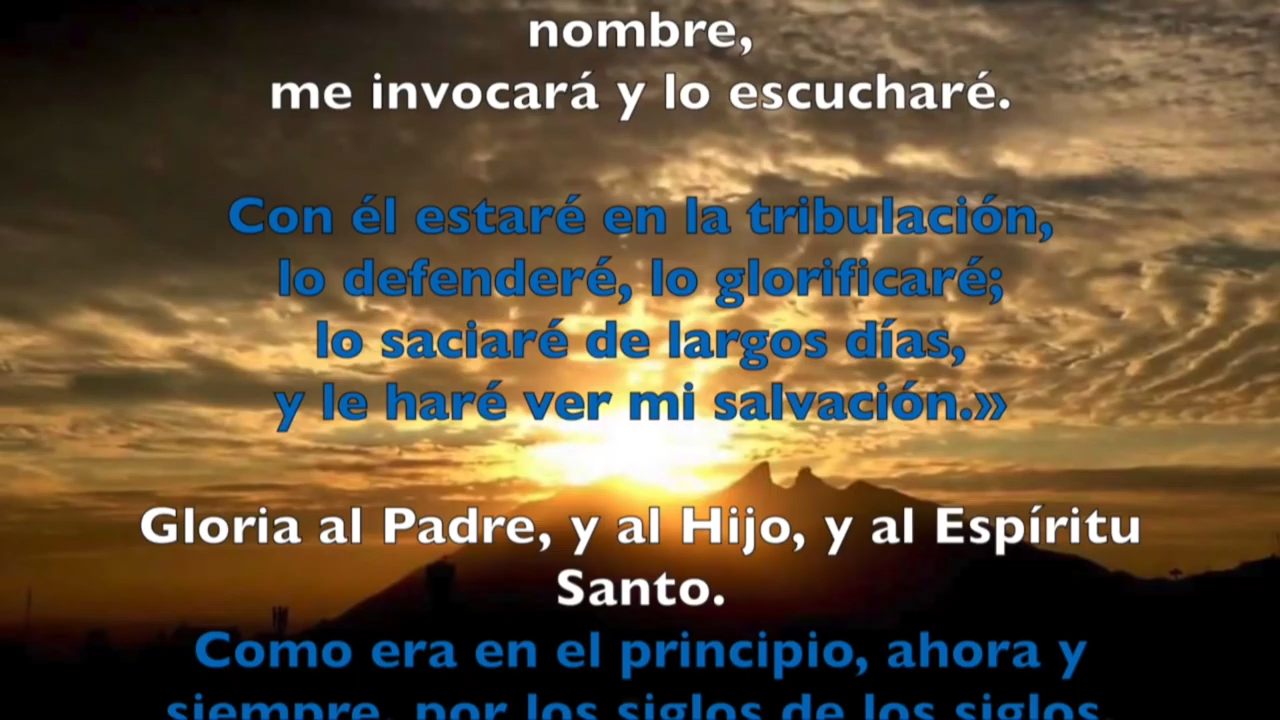 nombre,
me invocará y lo escucharé.
Con él estaré en la tribulación,
lo defenderé, lo glorificaré;
lo saciaré de largos días,
y le haré ver mi salvación.»
Gloria al Padre, y al Hijo, y al Espíritu
Santo.
Como era en el principio, ahora y
siempre, por los siglos de los siglos.